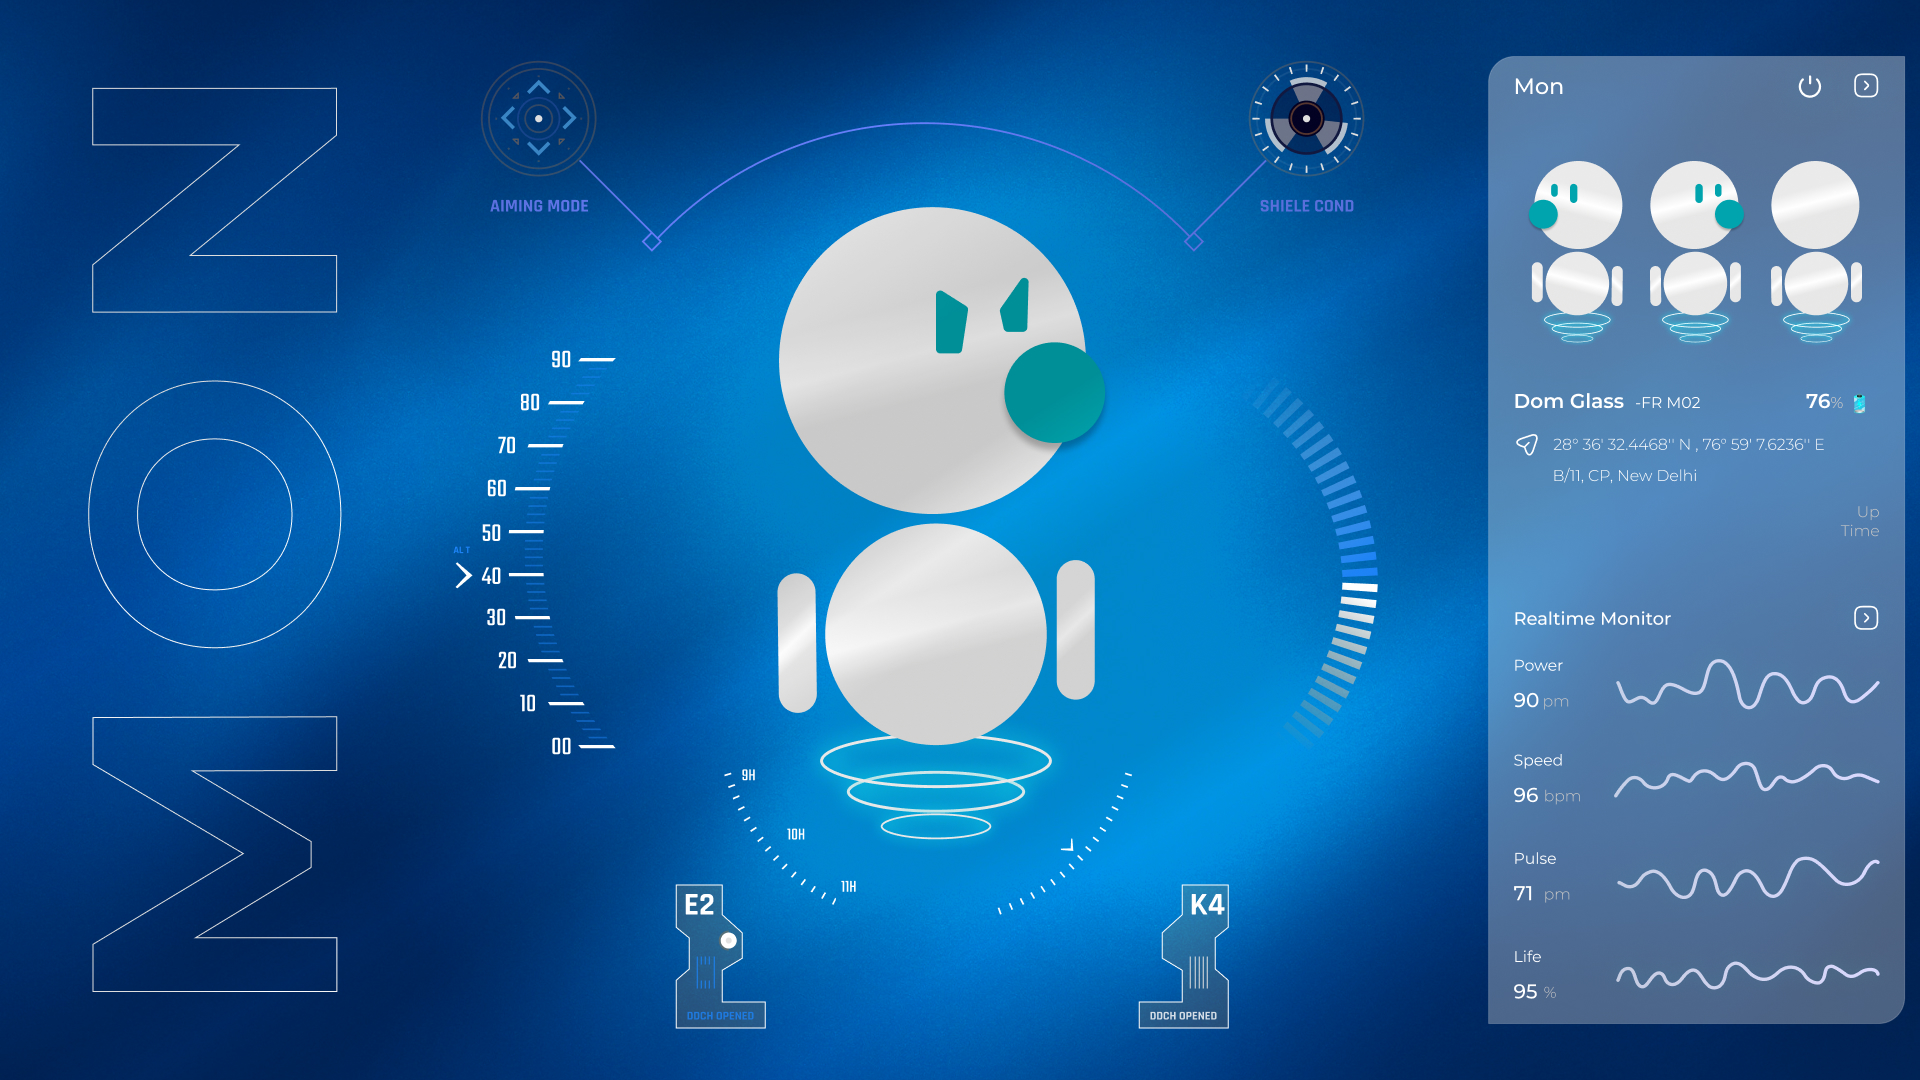 MON
AIMING MODE
SHIELE COND
90
80
70
60
50
ALT
40
30
20
10
00
9H
10H
11H
E2
DDCH OPENED
K4
DDCH OPENED
Mon
Dom Glass -FR M02 76%
28° 36' 32.4468'' N , 76° 59' 7.6236'' E
B/11, CP, New Delhi
Up
Time
Realtime Monitor
Power
90 pm
Speed
96 bpm
Pulse
71 pm
Life
95 %